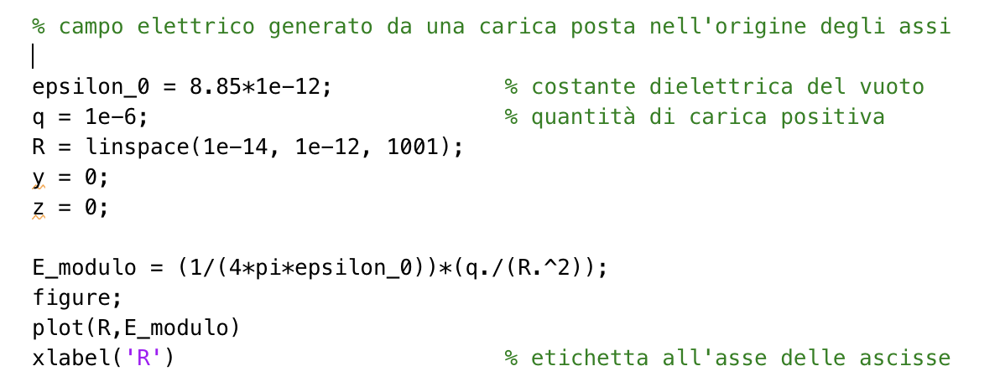 % campo elettrico generato da una carica posta nell'origine degli assi
epsilon_0 = 8.85*1e-12; % costante dielettrica del vuoto
q = 1e-6; % quantità di carica positiva
R = linspace(1e-14, 1e-12, 1001);
y = 0;
z = 0;
E_modulo = (1/(4*pi*epsilon_0))*(q./(R.^2));
figure;
plot(R,E_modulo)
xlabel('R') % etichetta all'asse delle ascisse